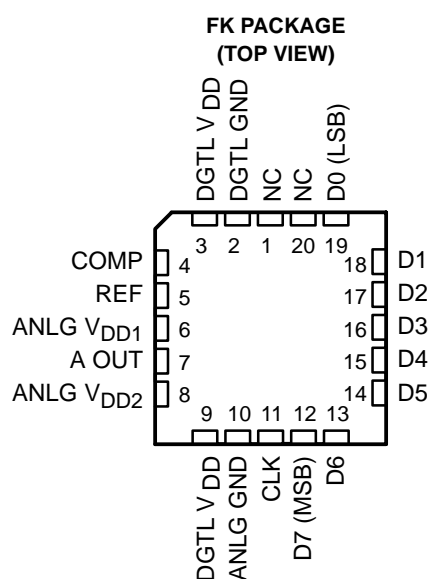 FK PACKAGE
(TOP VIEW)
DGTL VDD
DGTL GND
NC
NC
D0 (LSB)
3 2 1 20 19
COMP 4
REF 5
ANLG VDD1 6
A OUT 7
ANLG VDD2 8
18 D1
17 D2
16 D3
15 D4
14 D5
9 10 11 12 13
DGTL VDD
ANLG GND
CLK
D7 (MSB)
D6